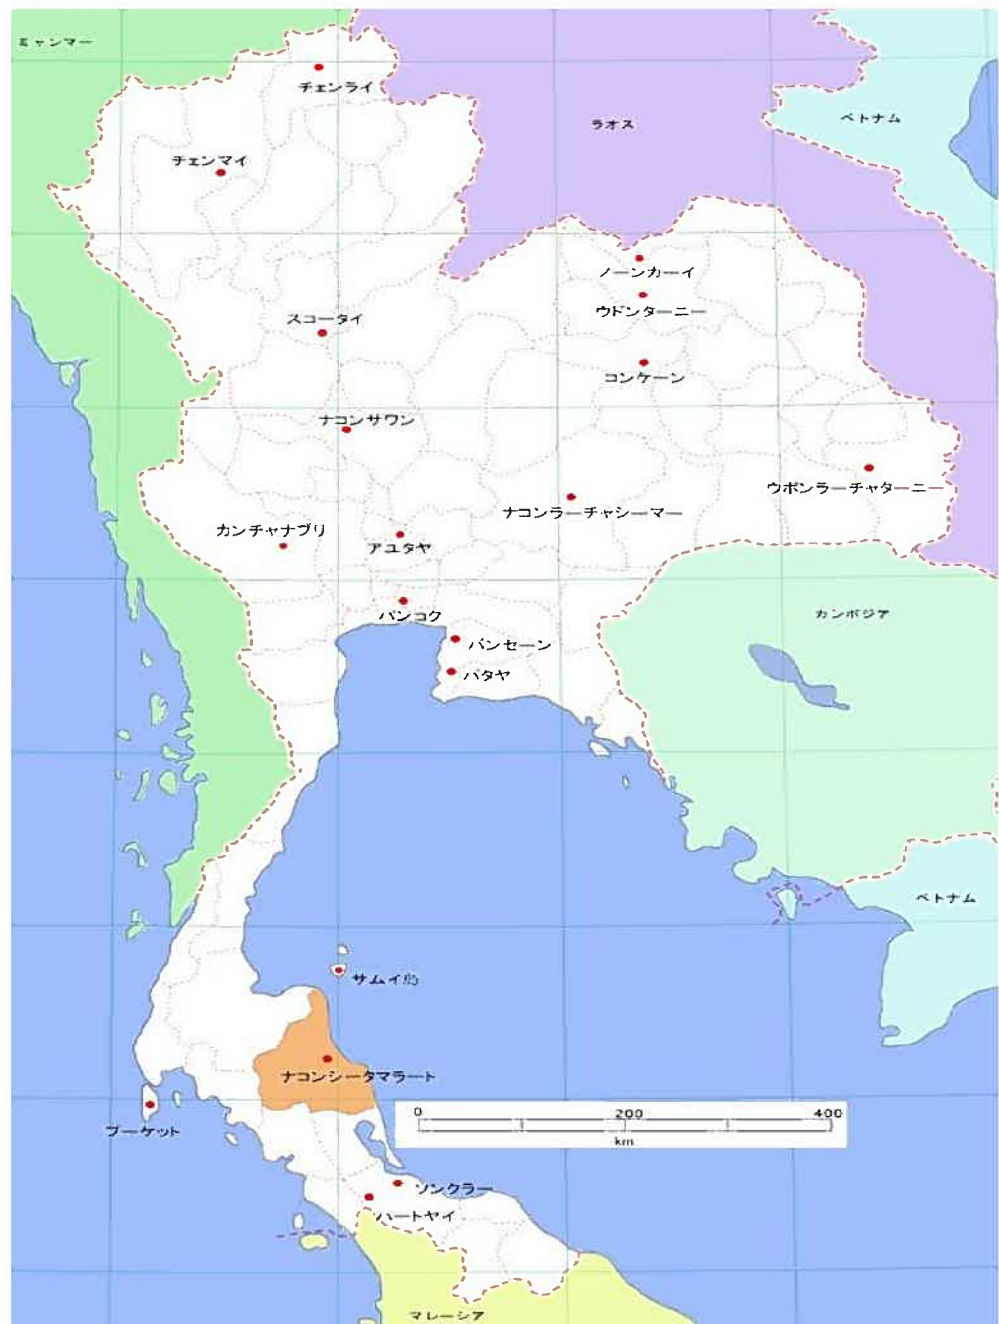 ミャンマー
チェンライ
ラオス
ベトナム
チェンマイ
ノーンカーイ
ウドンターニー
スコータイ
コンケーン
ナコンサワン
ウボンラーチャターニー
ナコンラーチャシーマー
カンチャナブリ
アユタヤ
バンコク
カンボジア
バンセーン
パタヤ
ベトナム
サムイ島
ナコンシータマラート
0 200 400
km
プーケット
ソンクラー
ハートヤイ
マレーシア